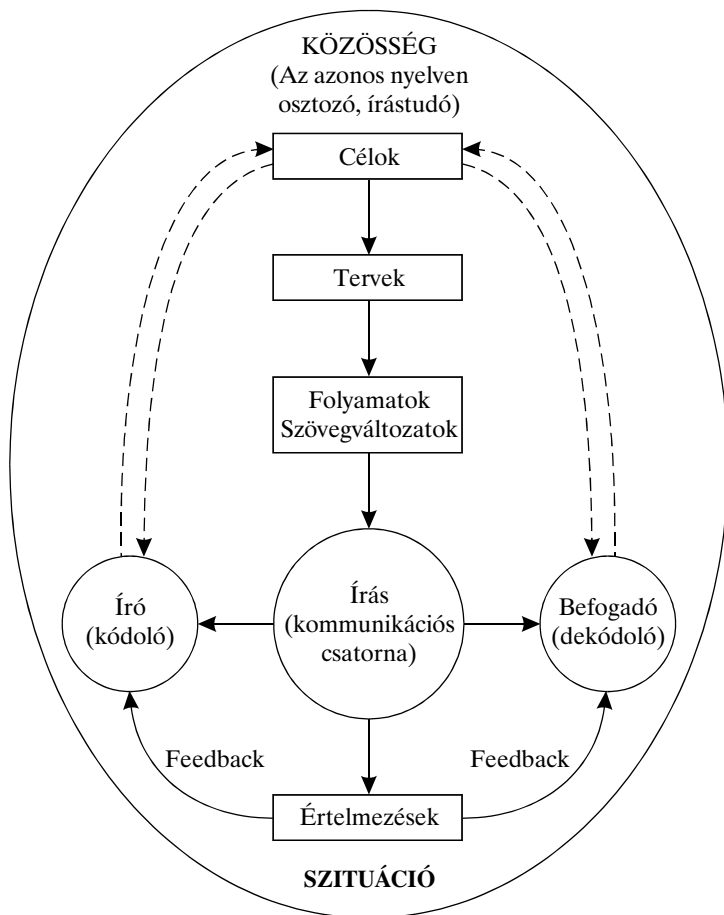 KÖZÖSSÉG
(Az azonos nyelven
osztozó, írástudó)
Célok
Tervek
Folyamatok
Szövegváltozatok
Író
(kódoló)
Írás
(kommunikációs
csatorna)
Befogadó
(dekódoló)
Feedback
Feedback
Értelmezések
SZITUÁCIÓ